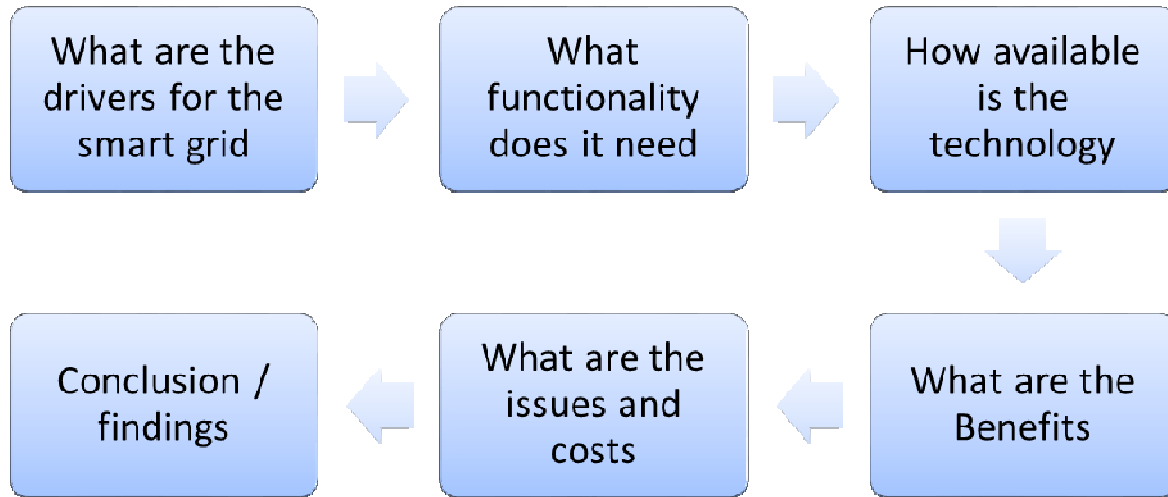 What are the
drivers for the
smart grid
What
functionality
does it need
How available
is the
technology
What are the
Benefits
What are the
issues and
costs
Conclusion /
findings